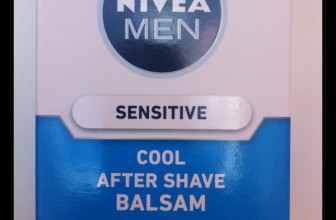 NIVEA
MEN
SENSITIVE
COOL
AFTER SHAVE
BALSAM